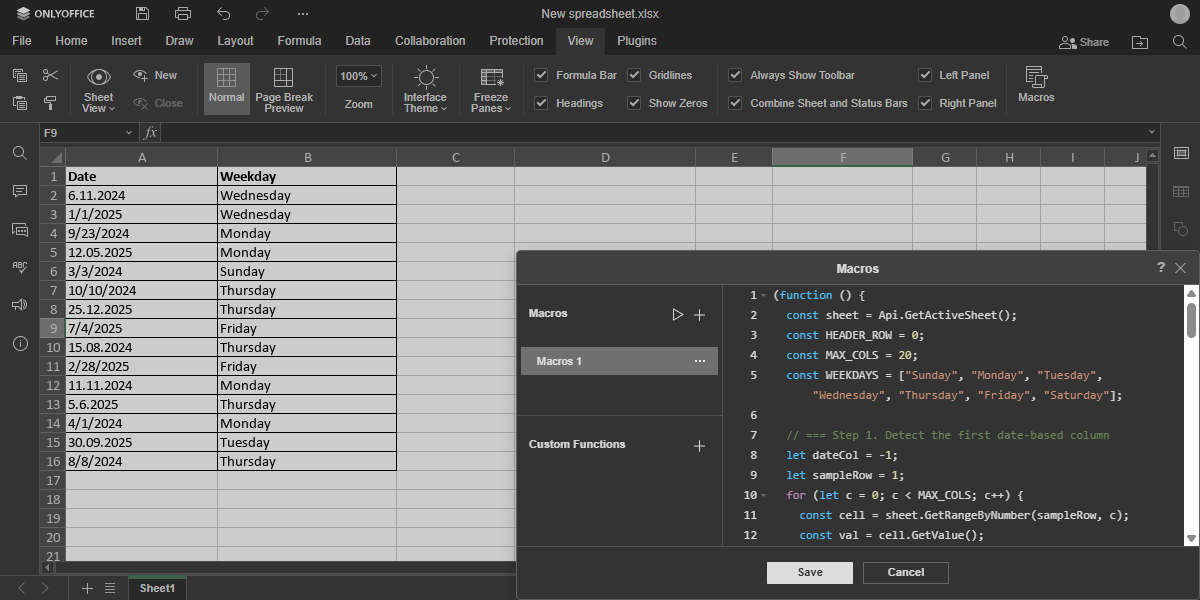 ONLYOFFICE
New spreadsheet.xlsx
File Home Insert Draw Layout Formula Data Collaboration Protection View Plugins
Share
Sheet View
New
Close
Normal
Page Break Preview
100%
Zoom
Interface Theme
Freeze Panes
Formula Bar
Headings
Gridlines
Show Zeros
Always Show Toolbar
Combine Sheet and Status Bars
Left Panel
Right Panel
Macros
F9
fx
A B C D E F G H I J
1 Date Weekday
2 6.11.2024 Wednesday
3 1/1/2025 Wednesday
4 9/23/2024 Monday
5 12.05.2025 Monday
6 3/3/2024 Sunday
7 10/10/2024 Thursday
8 25.12.2025 Thursday
9 7/4/2025 Friday
10 15.08.2024 Thursday
11 2/28/2025 Friday
12 11.11.2024 Monday
13 5.6.2025 Thursday
14 4/1/2024 Monday
15 30.09.2025 Tuesday
16 8/8/2024 Thursday
17
18
19
20
21
Sheet1
Macros
?
Macros
Macros 1
Custom Functions
1 (function () {
2 const sheet = Api.GetActiveSheet();
3 const HEADER_ROW = 0;
4 const MAX_COLS = 20;
5 const WEEKDAYS = ["Sunday", "Monday", "Tuesday",
"Wednesday", "Thursday", "Friday", "Saturday"];
6
7 // === Step 1. Detect the first date-based column
8 let dateCol = -1;
9 let sampleRow = 1;
10 for (let c = 0; c < MAX_COLS; c++) {
11 const cell = sheet.GetRangeByNumber(sampleRow, c);
12 const val = cell.GetValue();
Save
Cancel